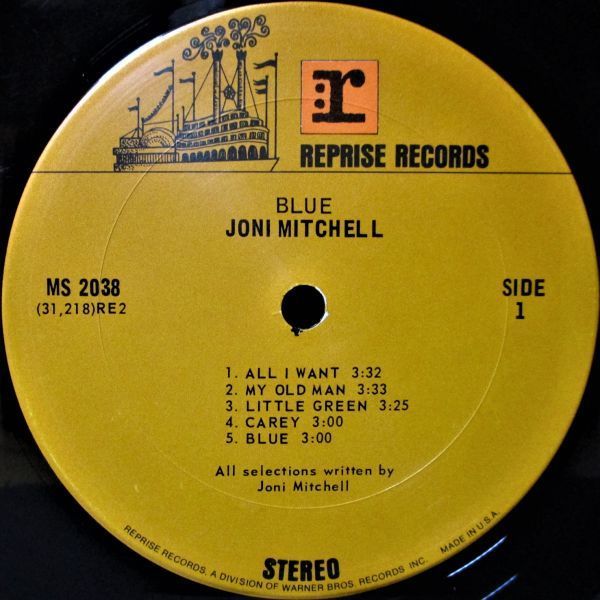 r
REPRISE RECORDS
BLUE
JONI MITCHELL
MS 2038
(31,218)RE2
SIDE
1
1. ALL I WANT 3:32
2. MY OLD MAN 3:33
3. LITTLE GREEN 3:25
4. CAREY 3:00
5. BLUE 3:00
All selections written by
Joni Mitchell
STEREO
REPRISE RECORDS, A DIVISION OF WARNER BROS. RECORDS INC. MADE IN U.S.A.